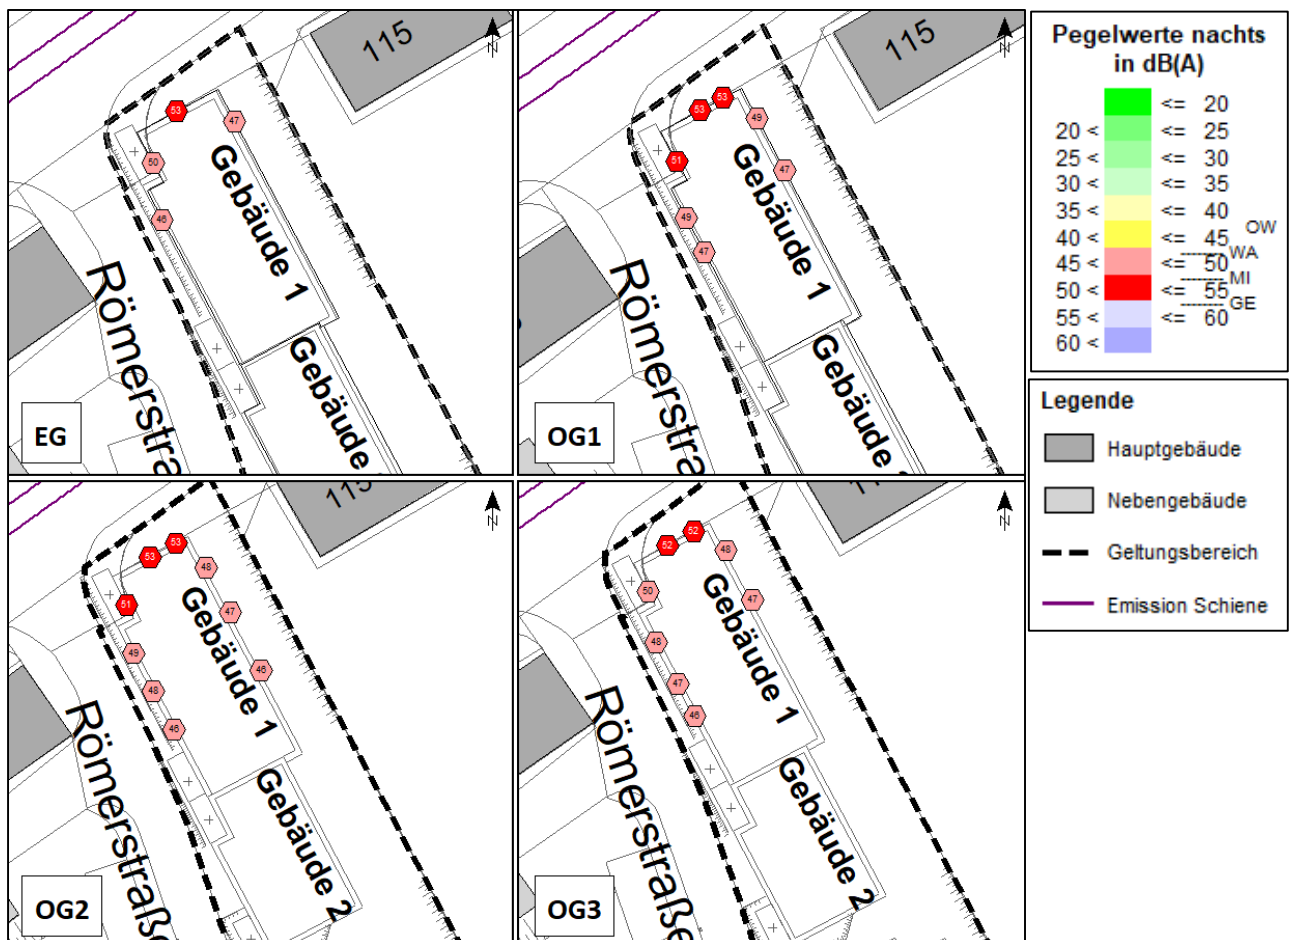 115
N
53
47
50
46
Gebäude 1
Gebäude
Römerstra
EG
115
N
53
53
49
51
47
49
47
Gebäude 1
Gebäude
Römerstra
OG1
Pegelwerte nachts
in dB(A)
<= 20
20 < <= 25
25 < <= 30
30 < <= 35
35 < <= 40
40 < <= 45 OW
WA
45 < <= 50
MI
50 < <= 55
GE
55 < <= 60
60 <
Legende
Hauptgebäude
Nebengebäude
Geltungsbereich
Emission Schiene
115
N
53
53
48
51
47
49
46
48
46
Gebäude 1
Gebäude 2
Römerstraße
OG2
N
52
52
48
50
47
48
47
46
Gebäude 1
Gebäude 2
Römerstraße
OG3